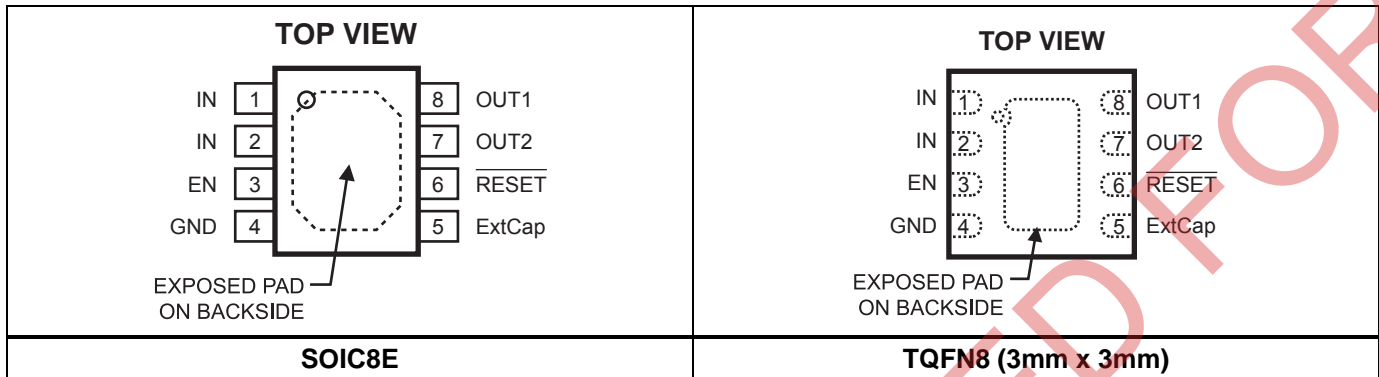 TOP VIEW
IN 1 8 OUT1
IN 2 7 OUT2
EN 3 6 RESET
GND 4 5 ExtCap
EXPOSED PAD
ON BACKSIDE
SOIC8E
TOP VIEW
IN 1 8 OUT1
IN 2 7 OUT2
EN 3 6 RESET
GND 4 5 ExtCap
EXPOSED PAD
ON BACKSIDE
TQFN8 (3mm x 3mm)
ED FOR